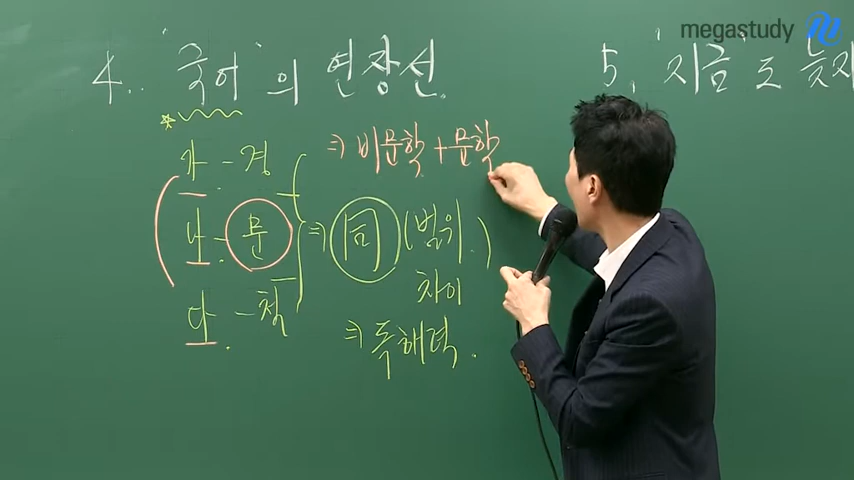 megastudy
4. "국어"의 연장선.
5. '지금'도 늦지
⇒ 비문학 + 문학
가 - 경
나 - 문 ⇒ 同 (범위.)
차이
다 - 철
⇒ 독해력.